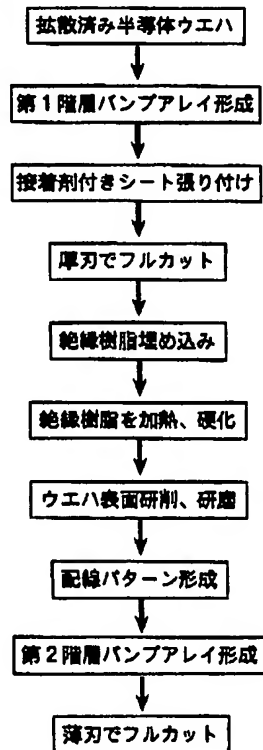 拡散済み半導体ウエハ
第1階層バンプアレイ形成
接着剤付きシート張り付け
厚刃でフルカット
絶縁樹脂埋め込み
絶縁樹脂を加熱、硬化
ウエハ表面研削、研磨
配線パターン形成
第2階層バンプアレイ形成
薄刃でフルカット